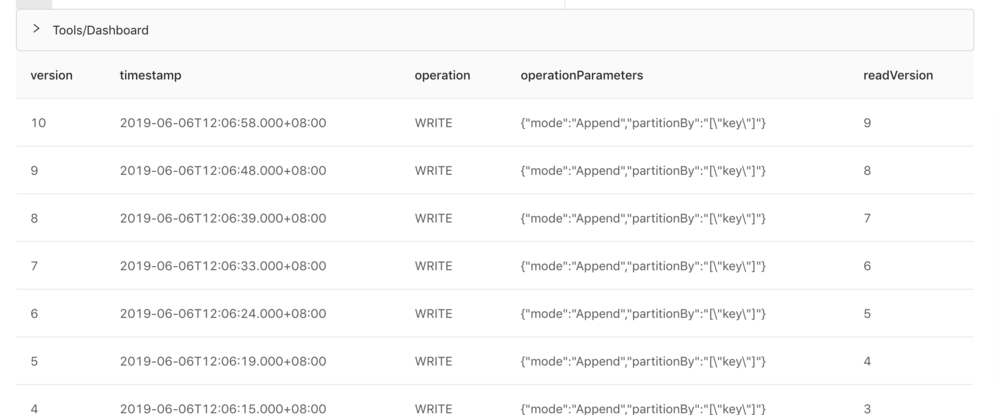 Tools/Dashboard
version timestamp operation operationParameters readVersion
10 2019-06-06T12:06:58.000+08:00 WRITE {"mode":"Append","partitionBy":"[\"key\"]"} 9
9 2019-06-06T12:06:48.000+08:00 WRITE {"mode":"Append","partitionBy":"[\"key\"]"} 8
8 2019-06-06T12:06:39.000+08:00 WRITE {"mode":"Append","partitionBy":"[\"key\"]"} 7
7 2019-06-06T12:06:33.000+08:00 WRITE {"mode":"Append","partitionBy":"[\"key\"]"} 6
6 2019-06-06T12:06:24.000+08:00 WRITE {"mode":"Append","partitionBy":"[\"key\"]"} 5
5 2019-06-06T12:06:19.000+08:00 WRITE {"mode":"Append","partitionBy":"[\"key\"]"} 4
4 2019-06-06T12:06:15.000+08:00 WRITE {"mode":"Append","partitionBy":"[\"key\"]"} 3